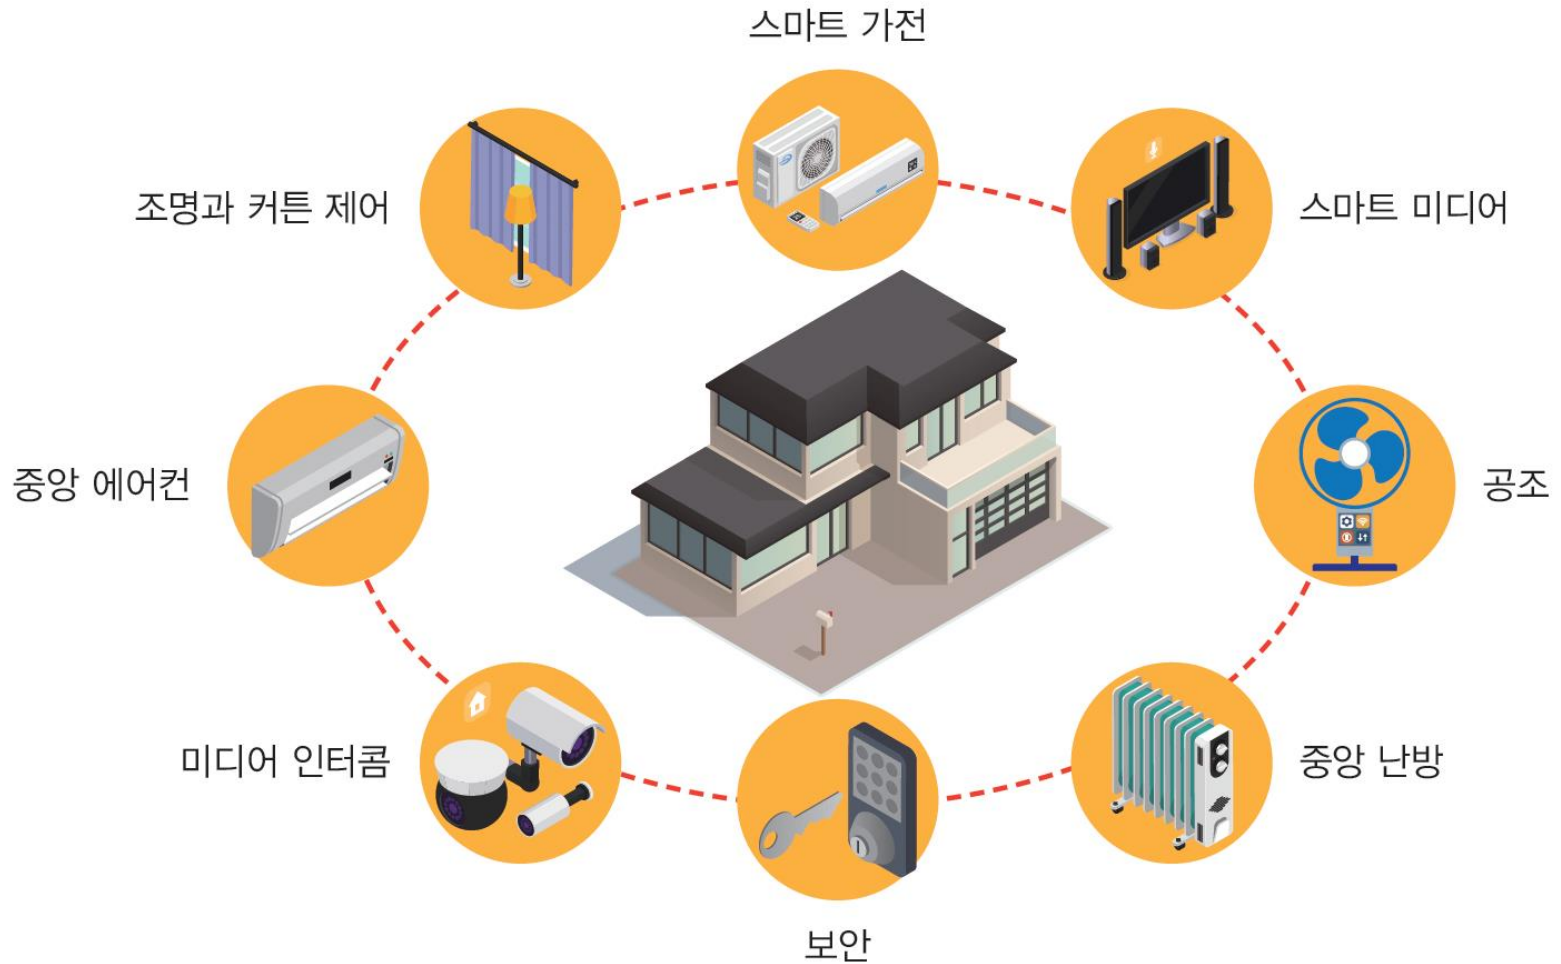 스마트 가전
조명과 커튼 제어
스마트 미디어
중앙 에어컨
공조
미디어 인터콤
중앙 난방
보안